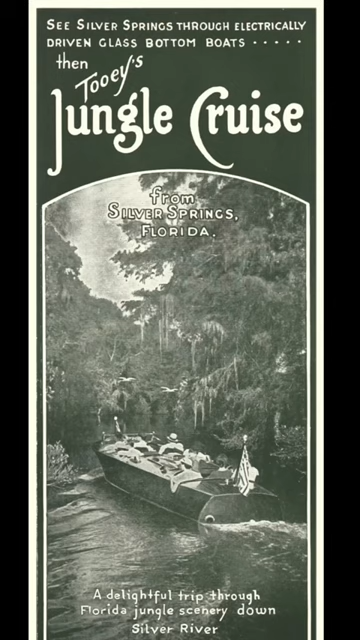 See Silver Springs through electrically
driven glass bottom boats .....
then
Tooey's
Jungle Cruise
from
Silver Springs,
Florida.
A delightful trip through
Florida jungle scenery down
Silver River